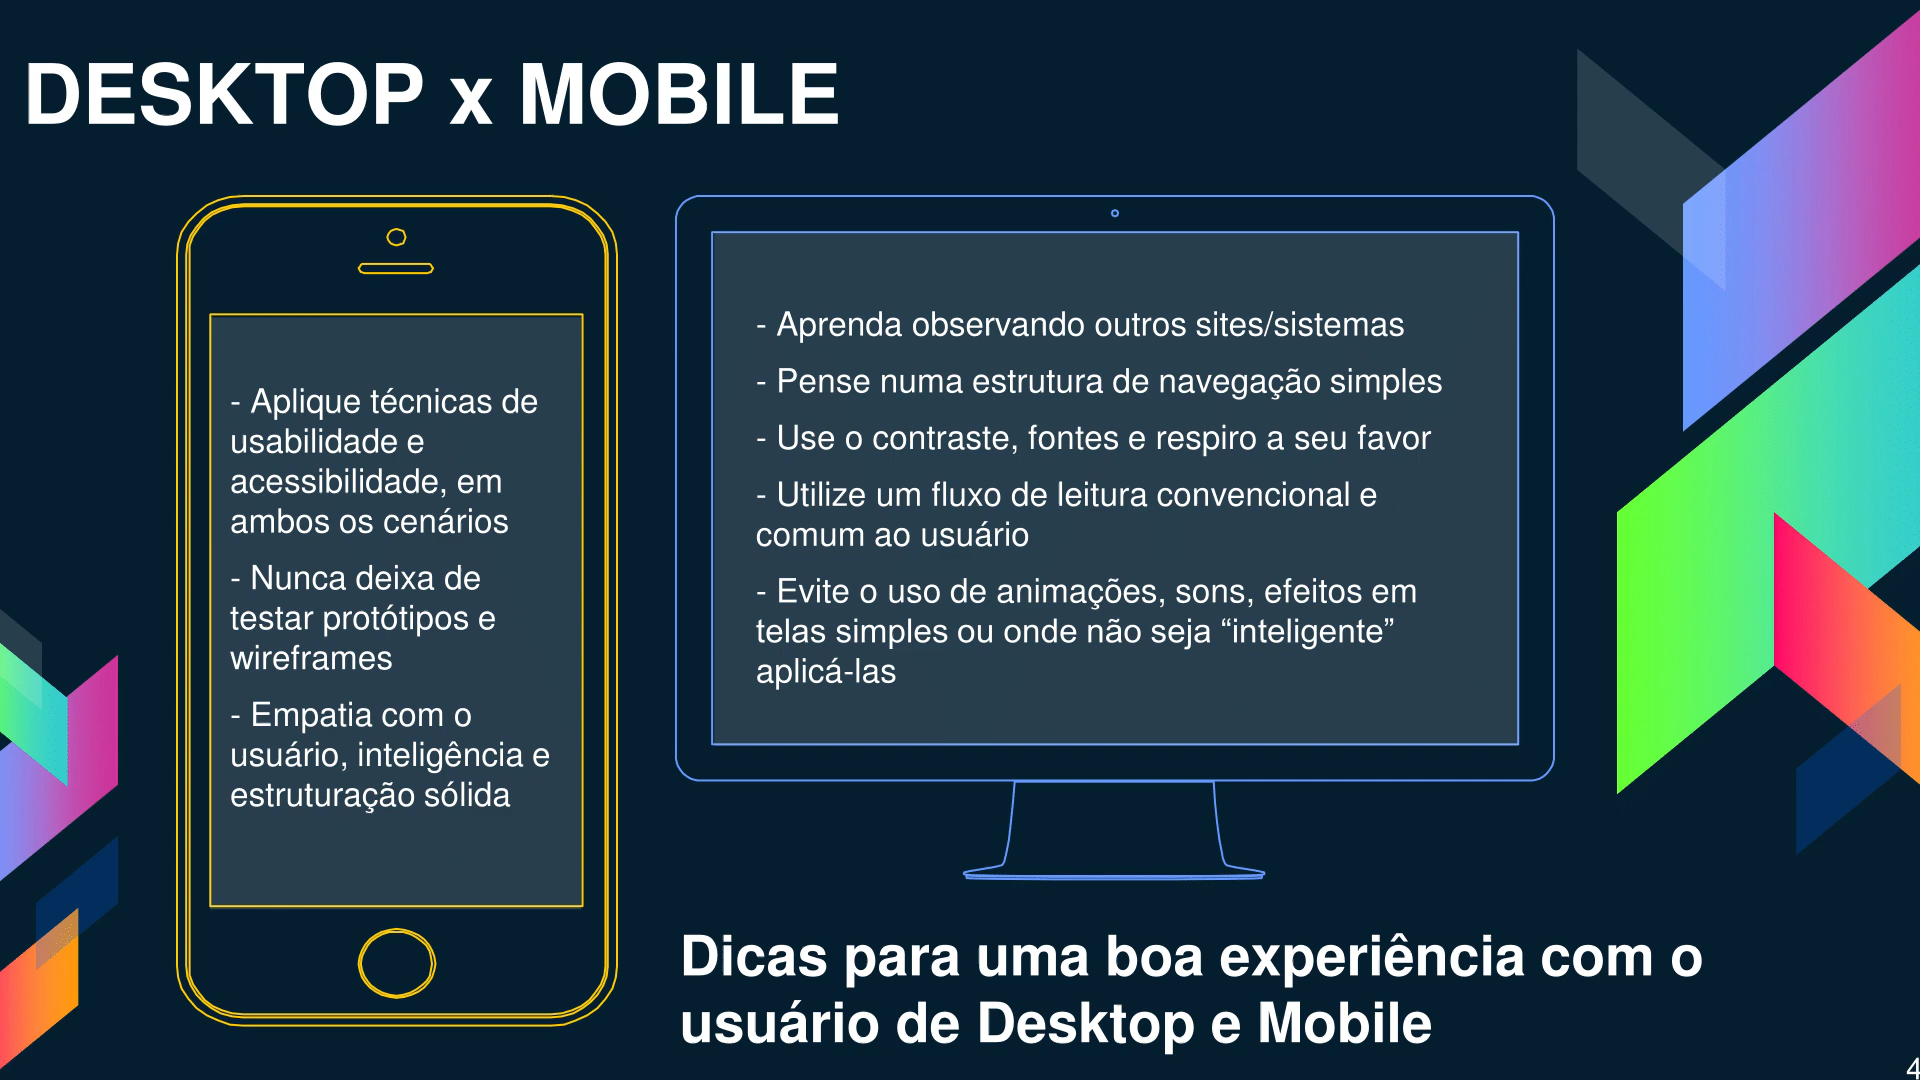 DESKTOP x MOBILE
- Aplique técnicas de
usabilidade e
acessibilidade, em
ambos os cenários
- Nunca deixa de
testar protótipos e
wireframes
- Empatia com o
usuário, inteligência e
estruturação sólida
- Aprenda observando outros sites/sistemas
- Pense numa estrutura de navegação simples
- Use o contraste, fontes e respiro a seu favor
- Utilize um fluxo de leitura convencional e
comum ao usuário
- Evite o uso de animações, sons, efeitos em
telas simples ou onde não seja “inteligente”
aplicá-las
Dicas para uma boa experiência com o
usuário de Desktop e Mobile
4